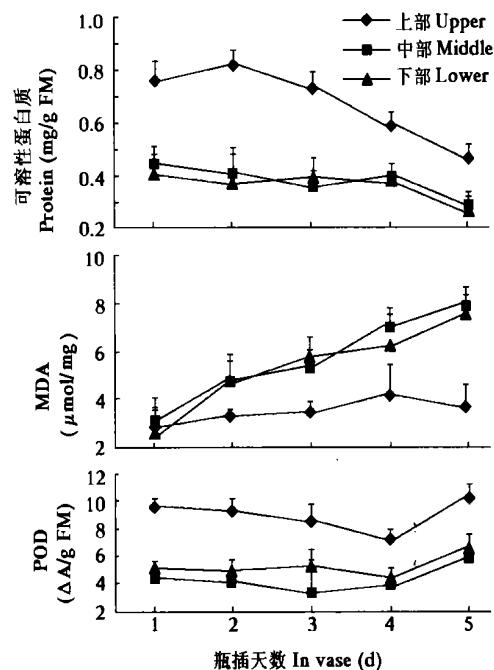 上部 Upper
中部 Middle
下部 Lower
可溶性蛋白质
Protein (mg/g FM)
1.0
0.8
0.6
0.4
0.2
MDA
(μmol/mg)
10
8
6
4
2
POD
(ΔA/g FM)
12
10
8
6
4
2
1 2 3 4 5
瓶插天数 In vase (d)